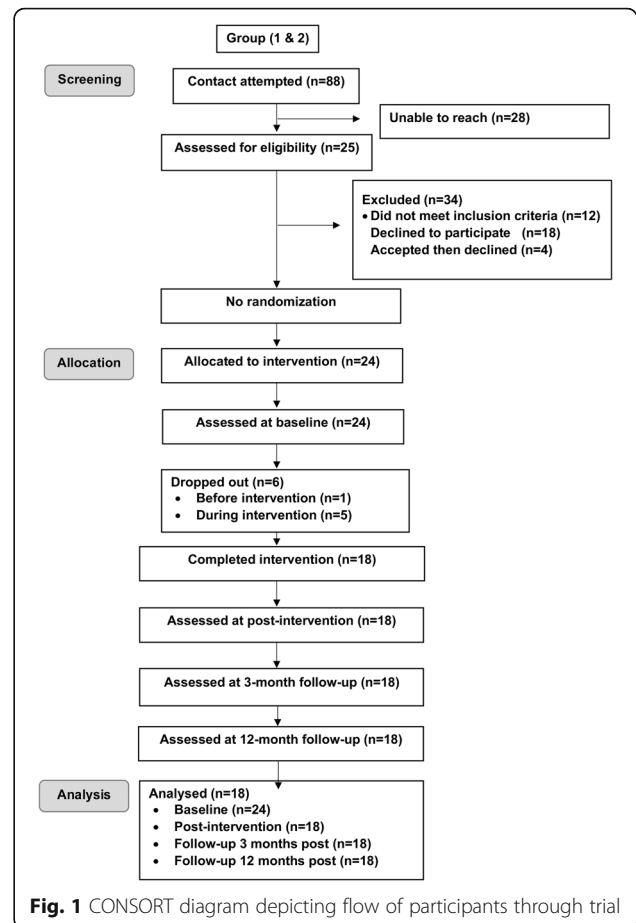 Group (1 & 2)
Screening
Contact attempted (n=88)
Unable to reach (n=28)
Assessed for eligibility (n=25)
Excluded (n=34)
• Did not meet inclusion criteria (n=12)
Declined to participate (n=18)
Accepted then declined (n=4)
No randomization
Allocation
Allocated to intervention (n=24)
Assessed at baseline (n=24)
Dropped out (n=6)
• Before intervention (n=1)
• During intervention (n=5)
Completed intervention (n=18)
Assessed at post-intervention (n=18)
Assessed at 3-month follow-up (n=18)
Assessed at 12-month follow-up (n=18)
Analysis
Analysed (n=18)
• Baseline (n=24)
• Post-intervention (n=18)
• Follow-up 3 months post (n=18)
• Follow-up 12 months post (n=18)
Fig. 1 CONSORT diagram depicting flow of participants through trial